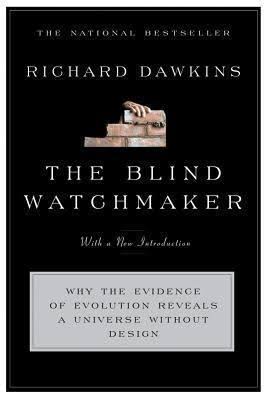 THE NATIONAL BESTSELLER
RICHARD DAWKINS
THE BLIND
WATCHMAKER
With a New Introduction
WHY THE EVIDENCE
OF EVOLUTION REVEALS
A UNIVERSE WITHOUT
DESIGN